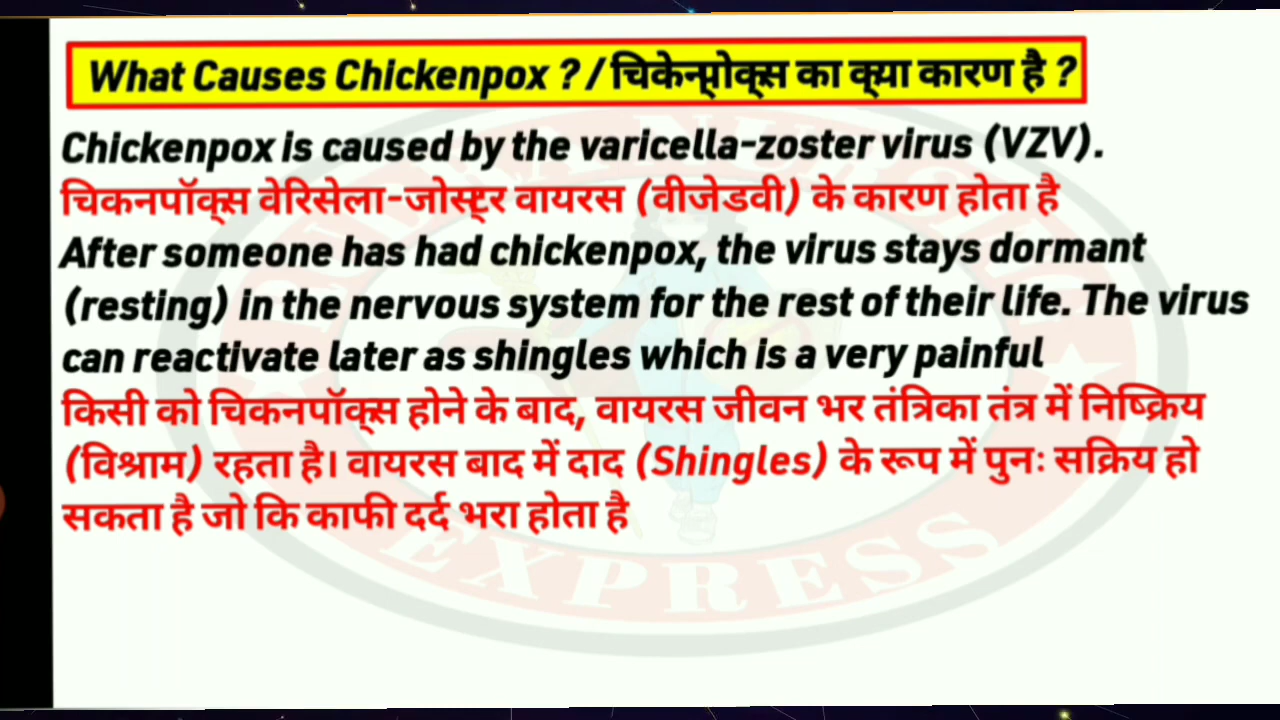 What Causes Chickenpox ? / चिकेन्पोक्स का क्या कारण है ?
Chickenpox is caused by the varicella-zoster virus (VZV).
चिकनपॉक्स वेरिसेला-जोस्टर वायरस (वीजेडवी) के कारण होता है
After someone has had chickenpox, the virus stays dormant
(resting) in the nervous system for the rest of their life. The virus
can reactivate later as shingles which is a very painful
किसी को चिकनपॉक्स होने के बाद, वायरस जीवन भर तंत्रिका तंत्र में निष्क्रिय
(विश्राम) रहता है। वायरस बाद में दाद (Shingles) के रूप में पुनः सक्रिय हो
सकता है जो कि काफी दर्द भरा होता है
EXPRESS